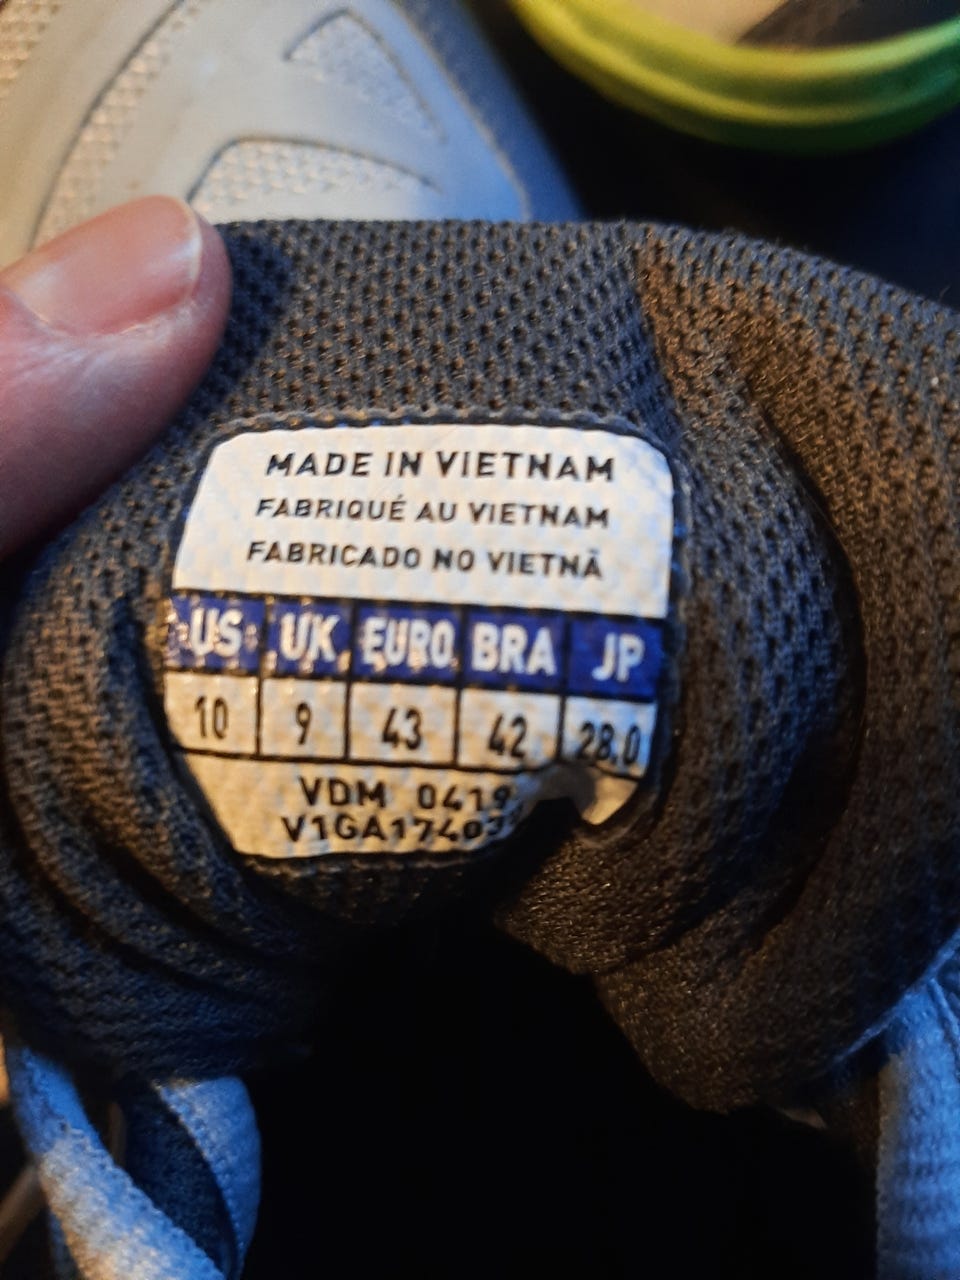 MADE IN VIETNAM
FABRIQUÉ AU VIETNAM
FABRICADO NO VIETNÃ
US UK EURO BRA JP
10 9 43 42 28.0
VDM 0419